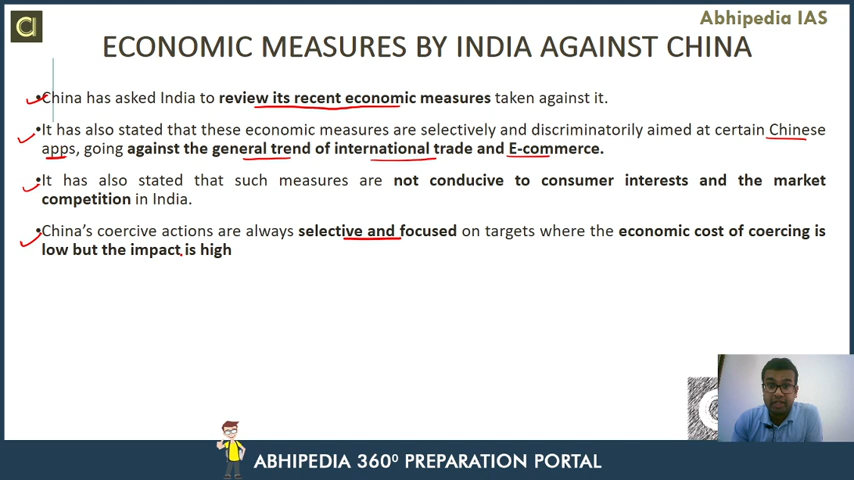 Abhipedia IAS
ECONOMIC MEASURES BY INDIA AGAINST CHINA
•China has asked India to review its recent economic measures taken against it.
•It has also stated that these economic measures are selectively and discriminatorily aimed at certain Chinese
apps, going against the general trend of international trade and E-commerce.
•It has also stated that such measures are not conducive to consumer interests and the market
competition in India.
•China's coercive actions are always selective and focused on targets where the economic cost of coercing is
low but the impact is high
ABHIPEDIA 360⁰ PREPARATION PORTAL